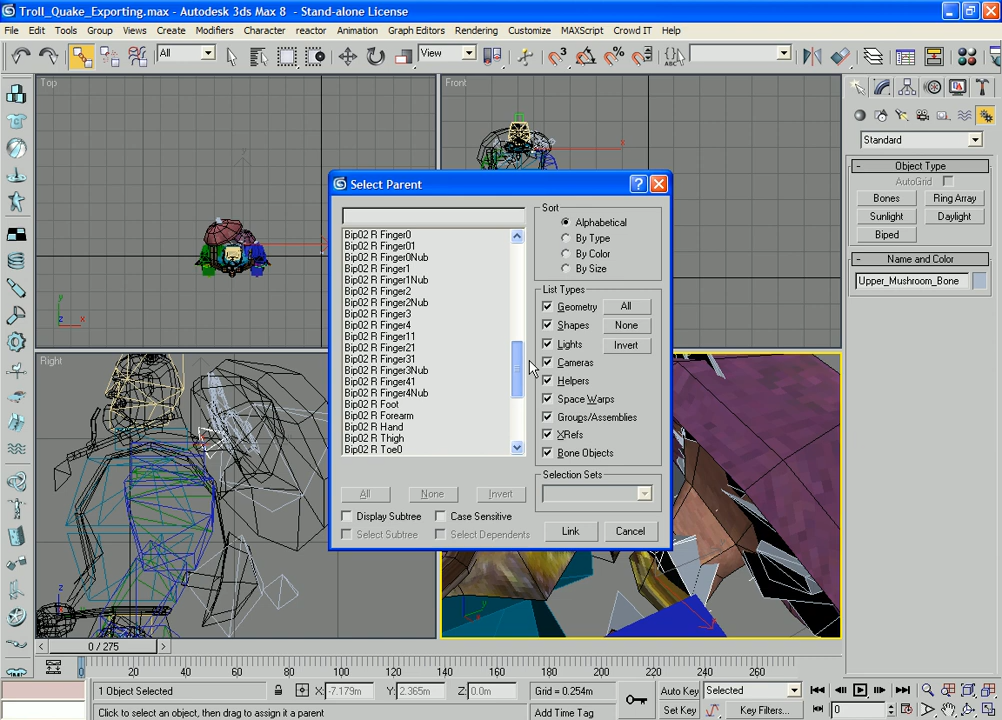 Troll_Quake_Exporting.max - Autodesk 3ds Max 8 - Stand-alone License
File Edit Tools Group Views Create Modifiers Character reactor Animation Graph Editors Rendering Customize MAXScript Crowd IT Help
All
View
Top
Front
Right
x
x
y
z
x
z
Select Parent
Bip02 R Finger0
Bip02 R Finger01
Bip02 R Finger0Nub
Bip02 R Finger1
Bip02 R Finger1Nub
Bip02 R Finger2
Bip02 R Finger2Nub
Bip02 R Finger3
Bip02 R Finger4
Bip02 R Finger11
Bip02 R Finger21
Bip02 R Finger31
Bip02 R Finger3Nub
Bip02 R Finger41
Bip02 R Finger4Nub
Bip02 R Foot
Bip02 R Forearm
Bip02 R Hand
Bip02 R Thigh
Bip02 R Toe0
All None Invert
Display Subtree Case Sensitive
Select Subtree Select Dependents
Sort
Alphabetical
By Type
By Color
By Size
List Types
Geometry All
Shapes None
Lights Invert
Cameras
Helpers
Space Warps
Groups/Assemblies
XRefs
Bone Objects
Selection Sets
Link Cancel
Standard
- Object Type
AutoGrid
Bones Ring Array
Sunlight Daylight
Biped
- Name and Color
Upper_Mushroom_Bone
< 0 / 275 >
0 20 40 60 80 100 120 140 160 180 200 220 240 260
1 Object Selected X: -7.179m Y: 2.365m Z: 0.0m Grid = 0.254m
Click to select an object, then drag to assign it a parent Add Time Tag
Auto Key Selected
Set Key Key Filters...
0